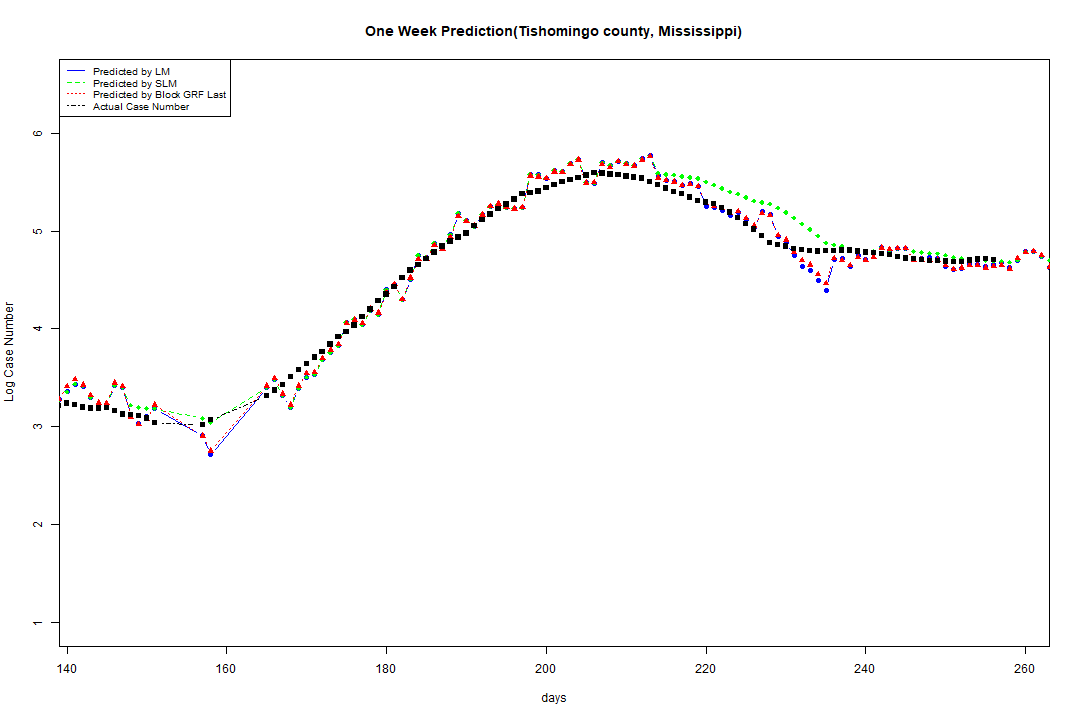 One Week Prediction(Tishomingo county, Mississippi)
Predicted by LM
Predicted by SLM
Predicted by Block GRF Last
Actual Case Number
Log Case Number
6
5
4
3
2
1
140 160 180 200 220 240 260
days